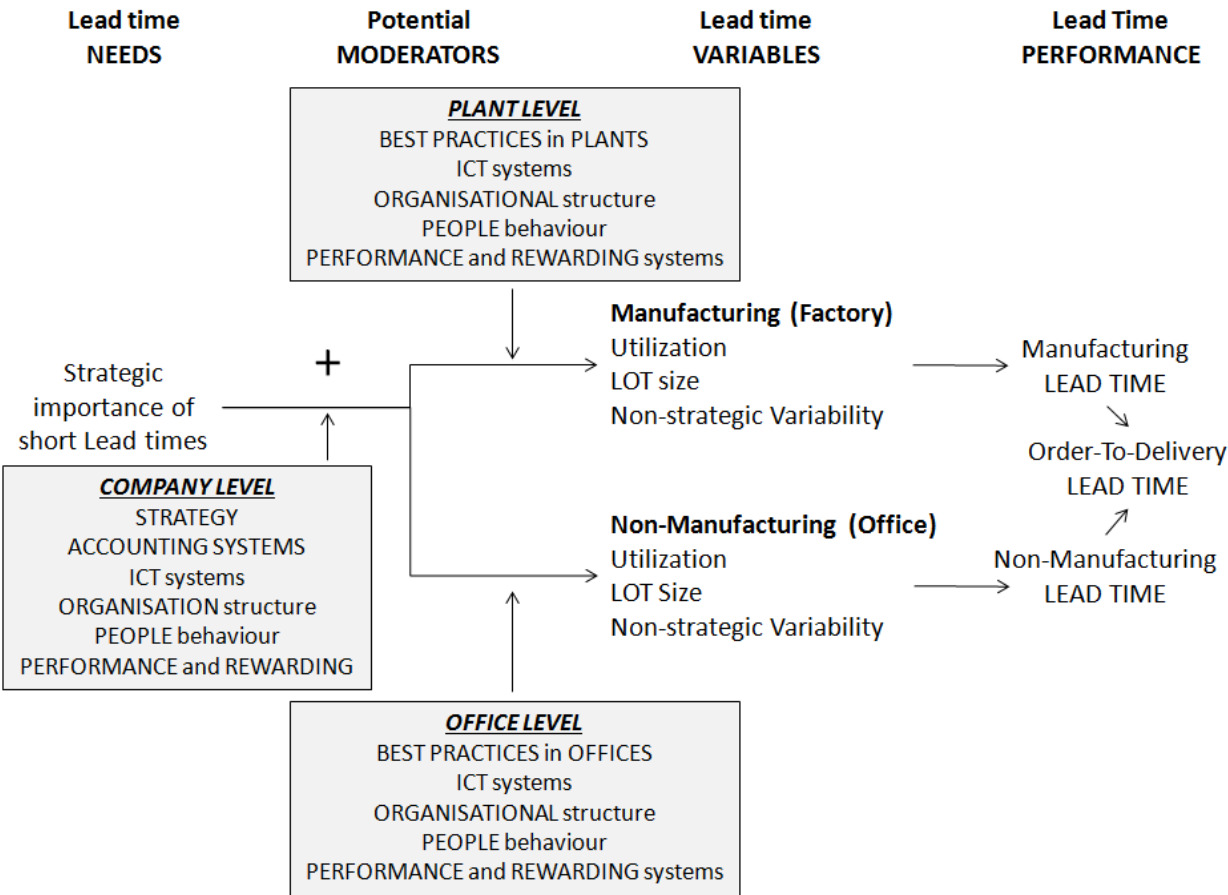 Lead time
NEEDS
Potential
MODERATORS
Lead time
VARIABLES
Lead Time
PERFORMANCE
PLANT LEVEL
BEST PRACTICES in PLANTS
ICT systems
ORGANISATIONAL structure
PEOPLE behaviour
PERFORMANCE and REWARDING systems
+
Strategic
importance of
short Lead times
Manufacturing (Factory)
Utilization
LOT size
Non-strategic Variability
Manufacturing
LEAD TIME
Order-To-Delivery
LEAD TIME
COMPANY LEVEL
STRATEGY
ACCOUNTING SYSTEMS
ICT systems
ORGANISATION structure
PEOPLE behaviour
PERFORMANCE and REWARDING
Non-Manufacturing (Office)
Utilization
LOT Size
Non-strategic Variability
Non-Manufacturing
LEAD TIME
OFFICE LEVEL
BEST PRACTICES in OFFICES
ICT systems
ORGANISATIONAL structure
PEOPLE behaviour
PERFORMANCE and REWARDING systems